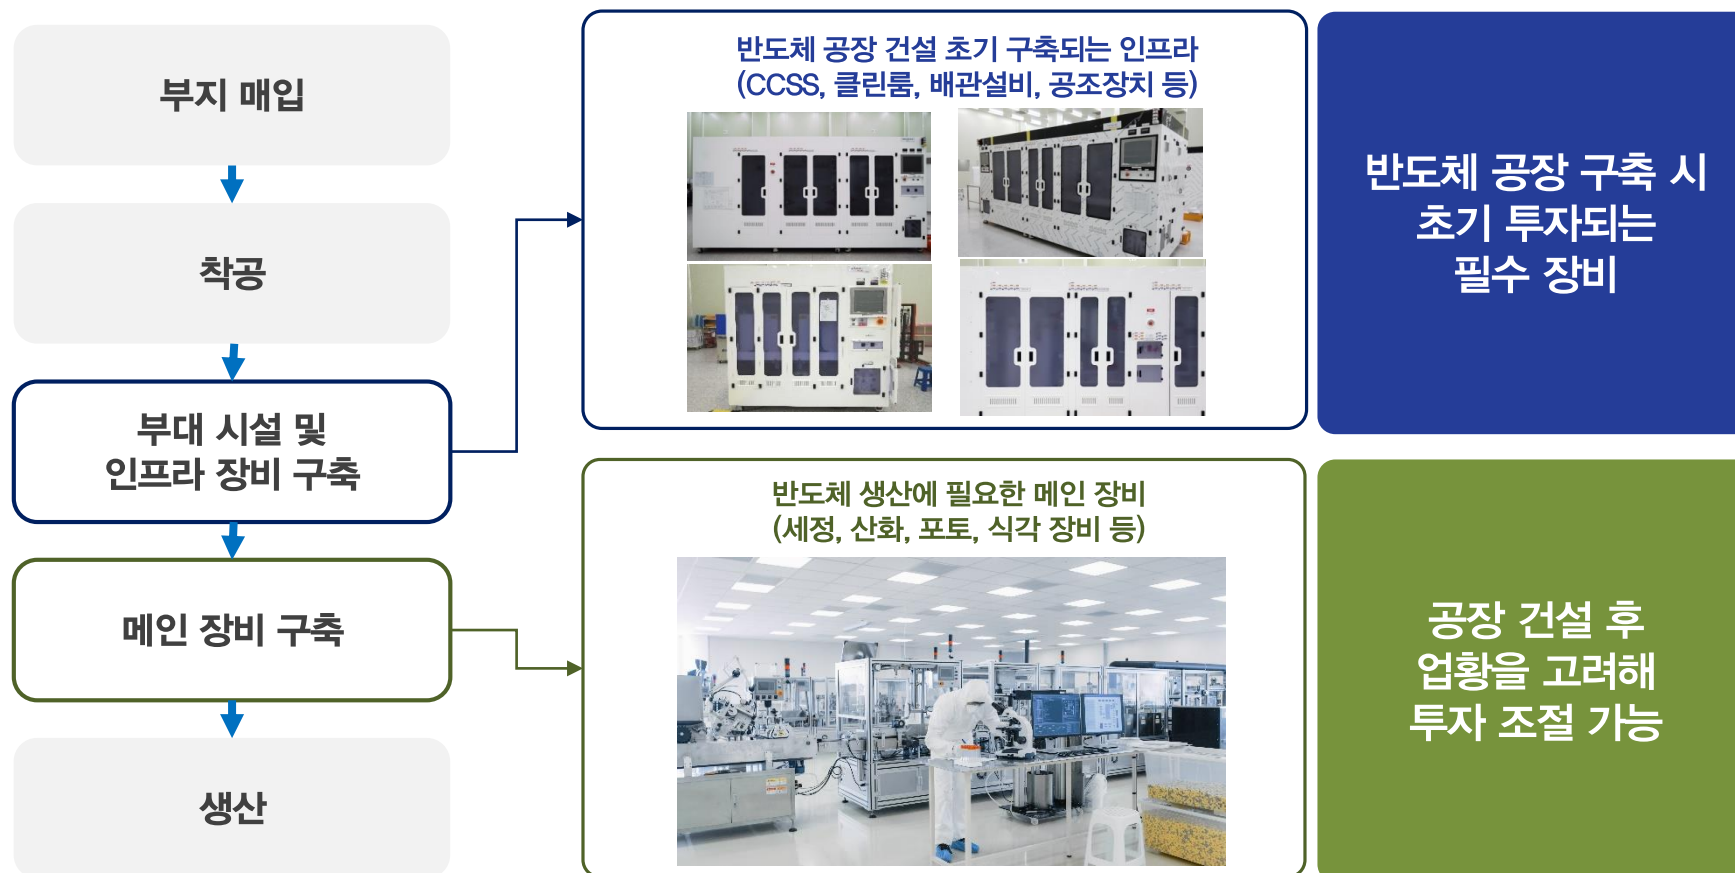 부지 매입
착공
부대 시설 및
인프라 장비 구축
메인 장비 구축
생산
반도체 공장 건설 초기 구축되는 인프라
(CCSS, 클린룸, 배관설비, 공조장치 등)
반도체 공장 구축 시
초기 투자되는
필수 장비
반도체 생산에 필요한 메인 장비
(세정, 산화, 포토, 식각 장비 등)
공장 건설 후
업황을 고려해
투자 조절 가능